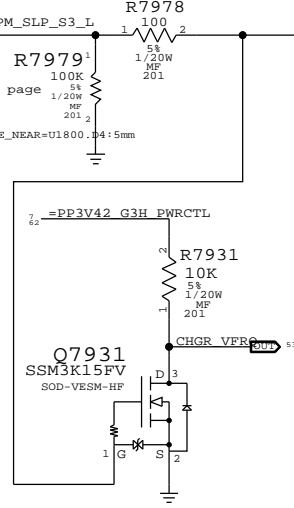 R7978
PM_SLP_S3_L
1
100
2
5%
1/20W
MF
201
R7979
1
100K
page
5%
1/20W
MF
201
2
E_NEAR=U1800.D4:5mm
7
62
=PP3V42_G3H_PWRCTL
2
R7931
10K
5%
1/20W
MF
1
201
CHGR_VFRQ
OUT
53
Q7931
SSM3K15FV
SOD-VESM-HF
D 3
1 G
S 2